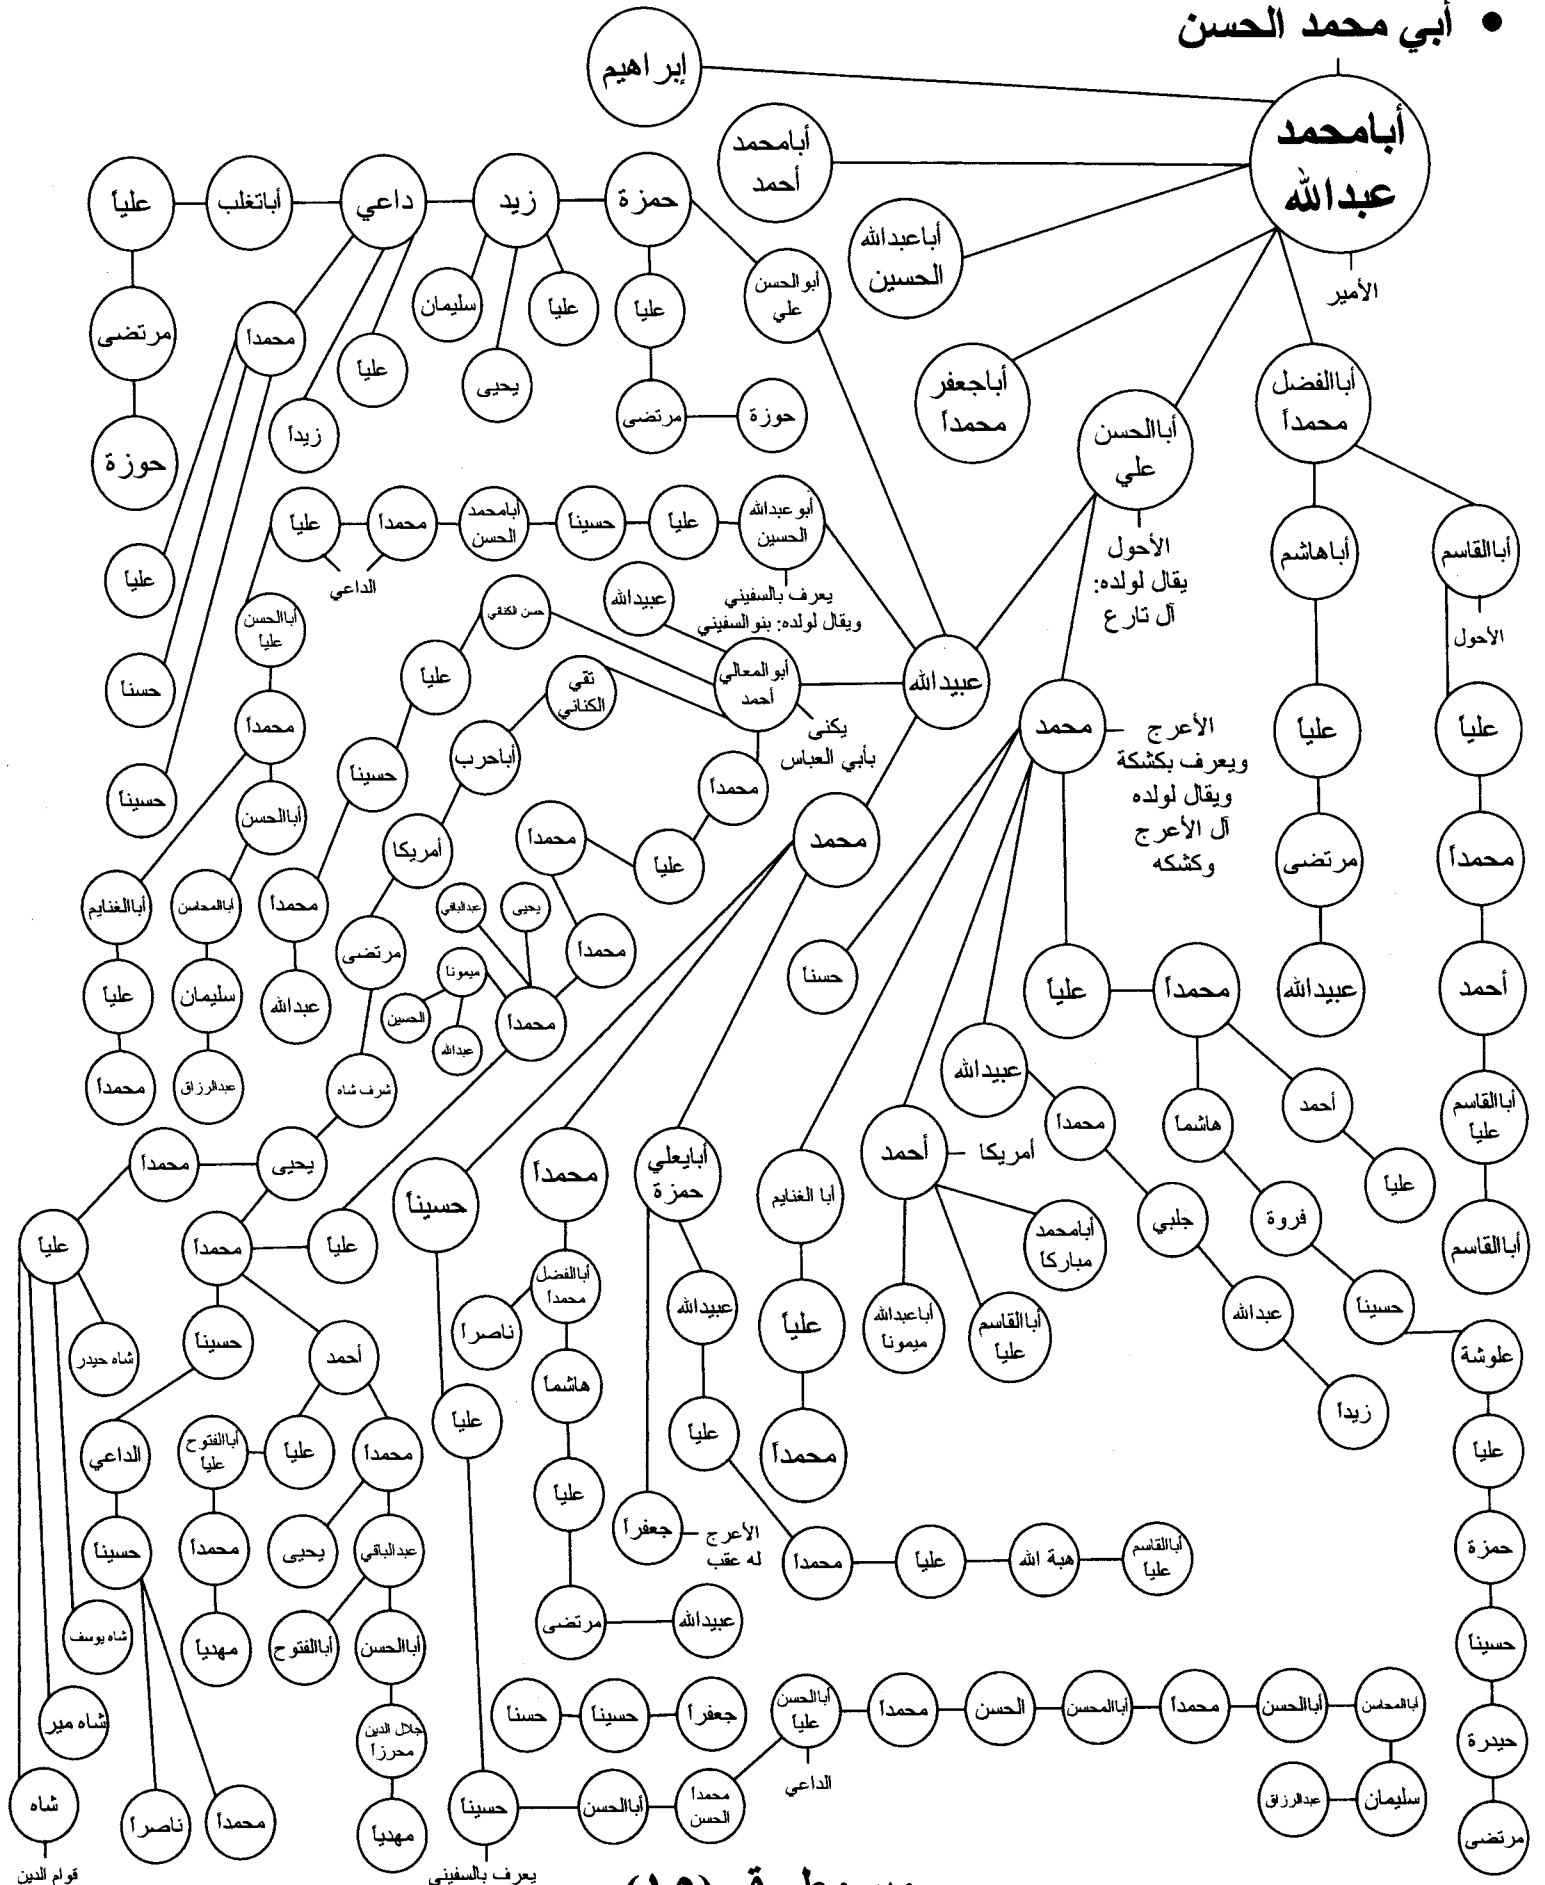 • أبي محمد الحسن
إبراهيم
أبامحمد
عبدالله
الأمير
أبامحمد
أحمد
أباعبدالله
الحسين
علياً
أباتغلب
داعي
زيد
حمزة
أبوالحسن
علي
سليمان
علياً
علياً
يحيى
محمداً
علياً
زيداً
مرتضى
حوزة
مرتضى
حوزة
أباجعفر
محمداً
أباالحسن
علي
الأحول
يقال لولده:
آل تارع
أباالفضل
محمداً
أباهاشم
أباالقاسم
الأحول
علياً
محمداً
أبامحمد
الحسن
حسيناً
علياً
أبوعبدالله
الحسين
الداعي
يعرف بالسفيني
ويقال لولده: بنو السفيني
علياً
حسنا
حسيناً
أباالحسن
علياً
محمداً
أباالحسن
حسن الكناني
عبيدالله
علياً
تقي
الكناني
أبوالمعالي
أحمد
يكنى
بأبي العباس
عبيدالله
محمد
الأعرج
ويعرف بكشكة
ويقال لولده
آل الأعرج
وكشكه
علياً
علياً
حسيناً
أباحرب
أمريكا
محمداً
علياً
محمداً
محمد
مرتضى
محمداً
أباالغنايم
أباالمحاسن
محمداً
عبدالباقي
يحيى
محمداً
مرتضى
ميمونا
الحسين
عبدالله
محمداً
حسنا
علياً
محمداً
عبيدالله
أحمد
علياً
سليمان
عبدالله
محمداً
عبدالرزاق
شرف شاه
عبيدالله
محمداً
هاشماً
أحمد
أباالقاسم
علياً
محمداً
يحيى
حسيناً
محمداً
أبايعلي
حمزة
أبا الغنايم
أحمد
أمريكا
جلبي
فروة
علياً
أباالقاسم
علياً
محمداً
علياً
أبامحمد
مباركاً
أباالفضل
محمداً
ناصراً
عبيدالله
علياً
أباعبدالله
ميموناً
أباالقاسم
علياً
عبدالله
حسيناً
علوشة
شاه حيدر
حسيناً
أحمد
هاشماً
زيداً
الداعي
أباالفتوح
علياً
علياً
محمداً
علياً
علياً
محمداً
علياً
علياً
حسيناً
محمداً
يحيى
عبدالباقي
جعفراً
الأعرج
له عقب
محمداً
علياً
هبة الله
أباالقاسم
علياً
حمزة
شاه يوسف
مهدياً
أباالفتوح
أباالحسن
مرتضى
عبيدالله
حسيناً
شاه مير
جلال الدين
محرزاً
حسنا
حسيناً
جعفراً
أباالحسن
علياً
الداعي
محمداً
الحسن
أباالمحسن
محمداً
أباالحسن
أباالمحاسن
حيدرة
شاه
قوام الدين
ناصراً
محمداً
مهدياً
حسيناً
يعرف بالسفيني
أباالحسن
محمداً
الحسن
عبدالرزاق
سليمان
مرتضى